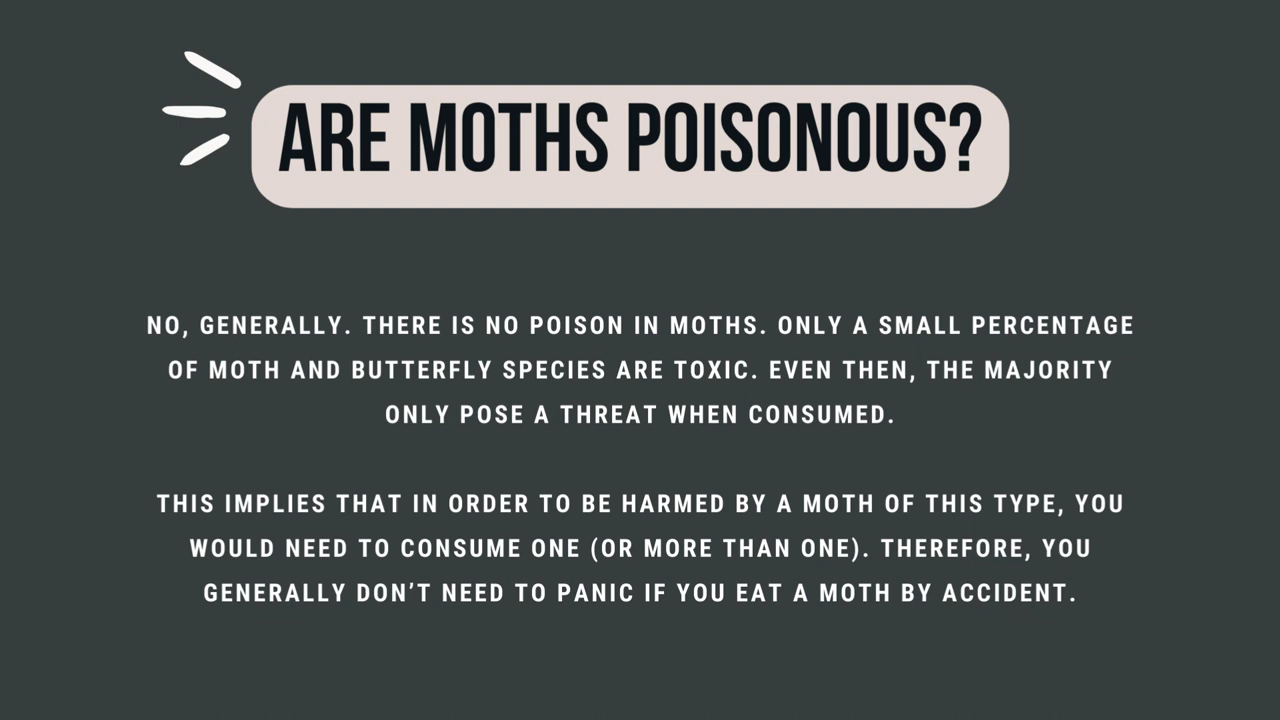 ARE MOTHS POISONOUS?
NO, GENERALLY. THERE IS NO POISON IN MOTHS. ONLY A SMALL PERCENTAGE
OF MOTH AND BUTTERFLY SPECIES ARE TOXIC. EVEN THEN, THE MAJORITY
ONLY POSE A THREAT WHEN CONSUMED.
THIS IMPLIES THAT IN ORDER TO BE HARMED BY A MOTH OF THIS TYPE, YOU
WOULD NEED TO CONSUME ONE (OR MORE THAN ONE). THEREFORE, YOU
GENERALLY DON’T NEED TO PANIC IF YOU EAT A MOTH BY ACCIDENT.